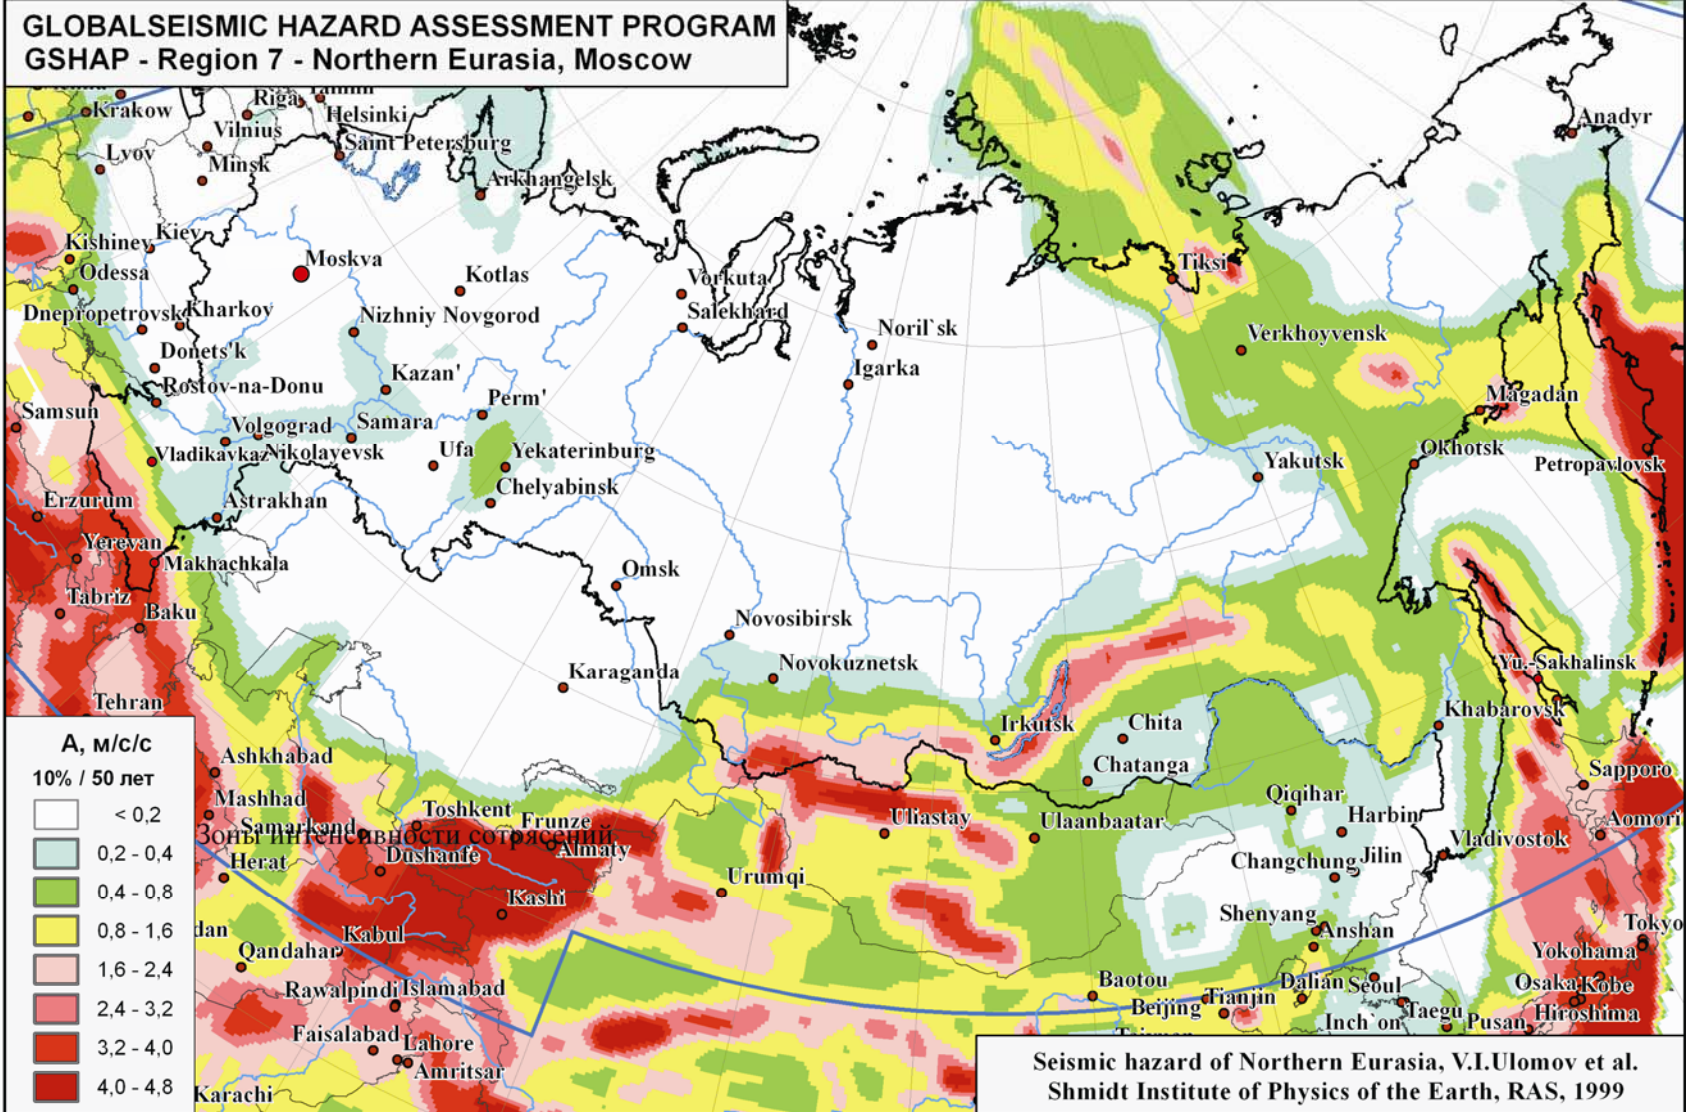 GLOBALSEISMIC HAZARD ASSESSMENT PROGRAM
GSHAP - Region 7 - Northern Eurasia, Moscow
Krakow
Riga
Helsinki
Vilnius
Lvov
Minsk
Saint Petersburg
Arkhangelsk
Anadyr
Kishinev
Kiev
Odessa
Moskva
Kotlas
Vorkuta
Tiksi
Dnepropetrovsk
Kharkov
Nizhniy Novgorod
Salekhard
Noril`sk
Verkhoyvensk
Donets'k
Kazan'
Igarka
Rostov-na-Donu
Perm'
Magadan
Samsun
Volgograd
Samara
Vladikavkaz
Nikolayevsk
Ufa
Yekaterinburg
Yakutsk
Okhotsk
Petropavlovsk
Chelyabinsk
Erzurum
Astrakhan
Yerevan
Makhachkala
Omsk
Tabriz
Baku
Novosibirsk
Karaganda
Novokuznetsk
Yu.-Sakhalinsk
Tehran
Irkutsk
Chita
Khabarovsk
Ashkhabad
Chatanga
Sapporo
Mashhad
Toshkent
Frunze
Uliastay
Ulaanbaatar
Qiqihar
Harbin
Aomori
Samarkand
Зоны интенсивности сотрясений
Herat
Dushanfe
Almaty
Vladivostok
Changchung
Jilin
Urumqi
Kashi
Shenyang
Anshan
Tokyo
dan
Kabul
Qandahar
Yokohama
Rawalpindi
Islamabad
Baotou
Beijing
Tianjin
Dalian
Seoul
Osaka
Kobe
Inch on
Taegu
Pusan
Hiroshima
Faisalabad
Lahore
Amritsar
Karachi
А, м/с/с
10% / 50 лет
< 0,2
0,2 - 0,4
0,4 - 0,8
0,8 - 1,6
1,6 - 2,4
2,4 - 3,2
3,2 - 4,0
4,0 - 4,8
Seismic hazard of Northern Eurasia, V.I.Ulomov et al.
Shmidt Institute of Physics of the Earth, RAS, 1999